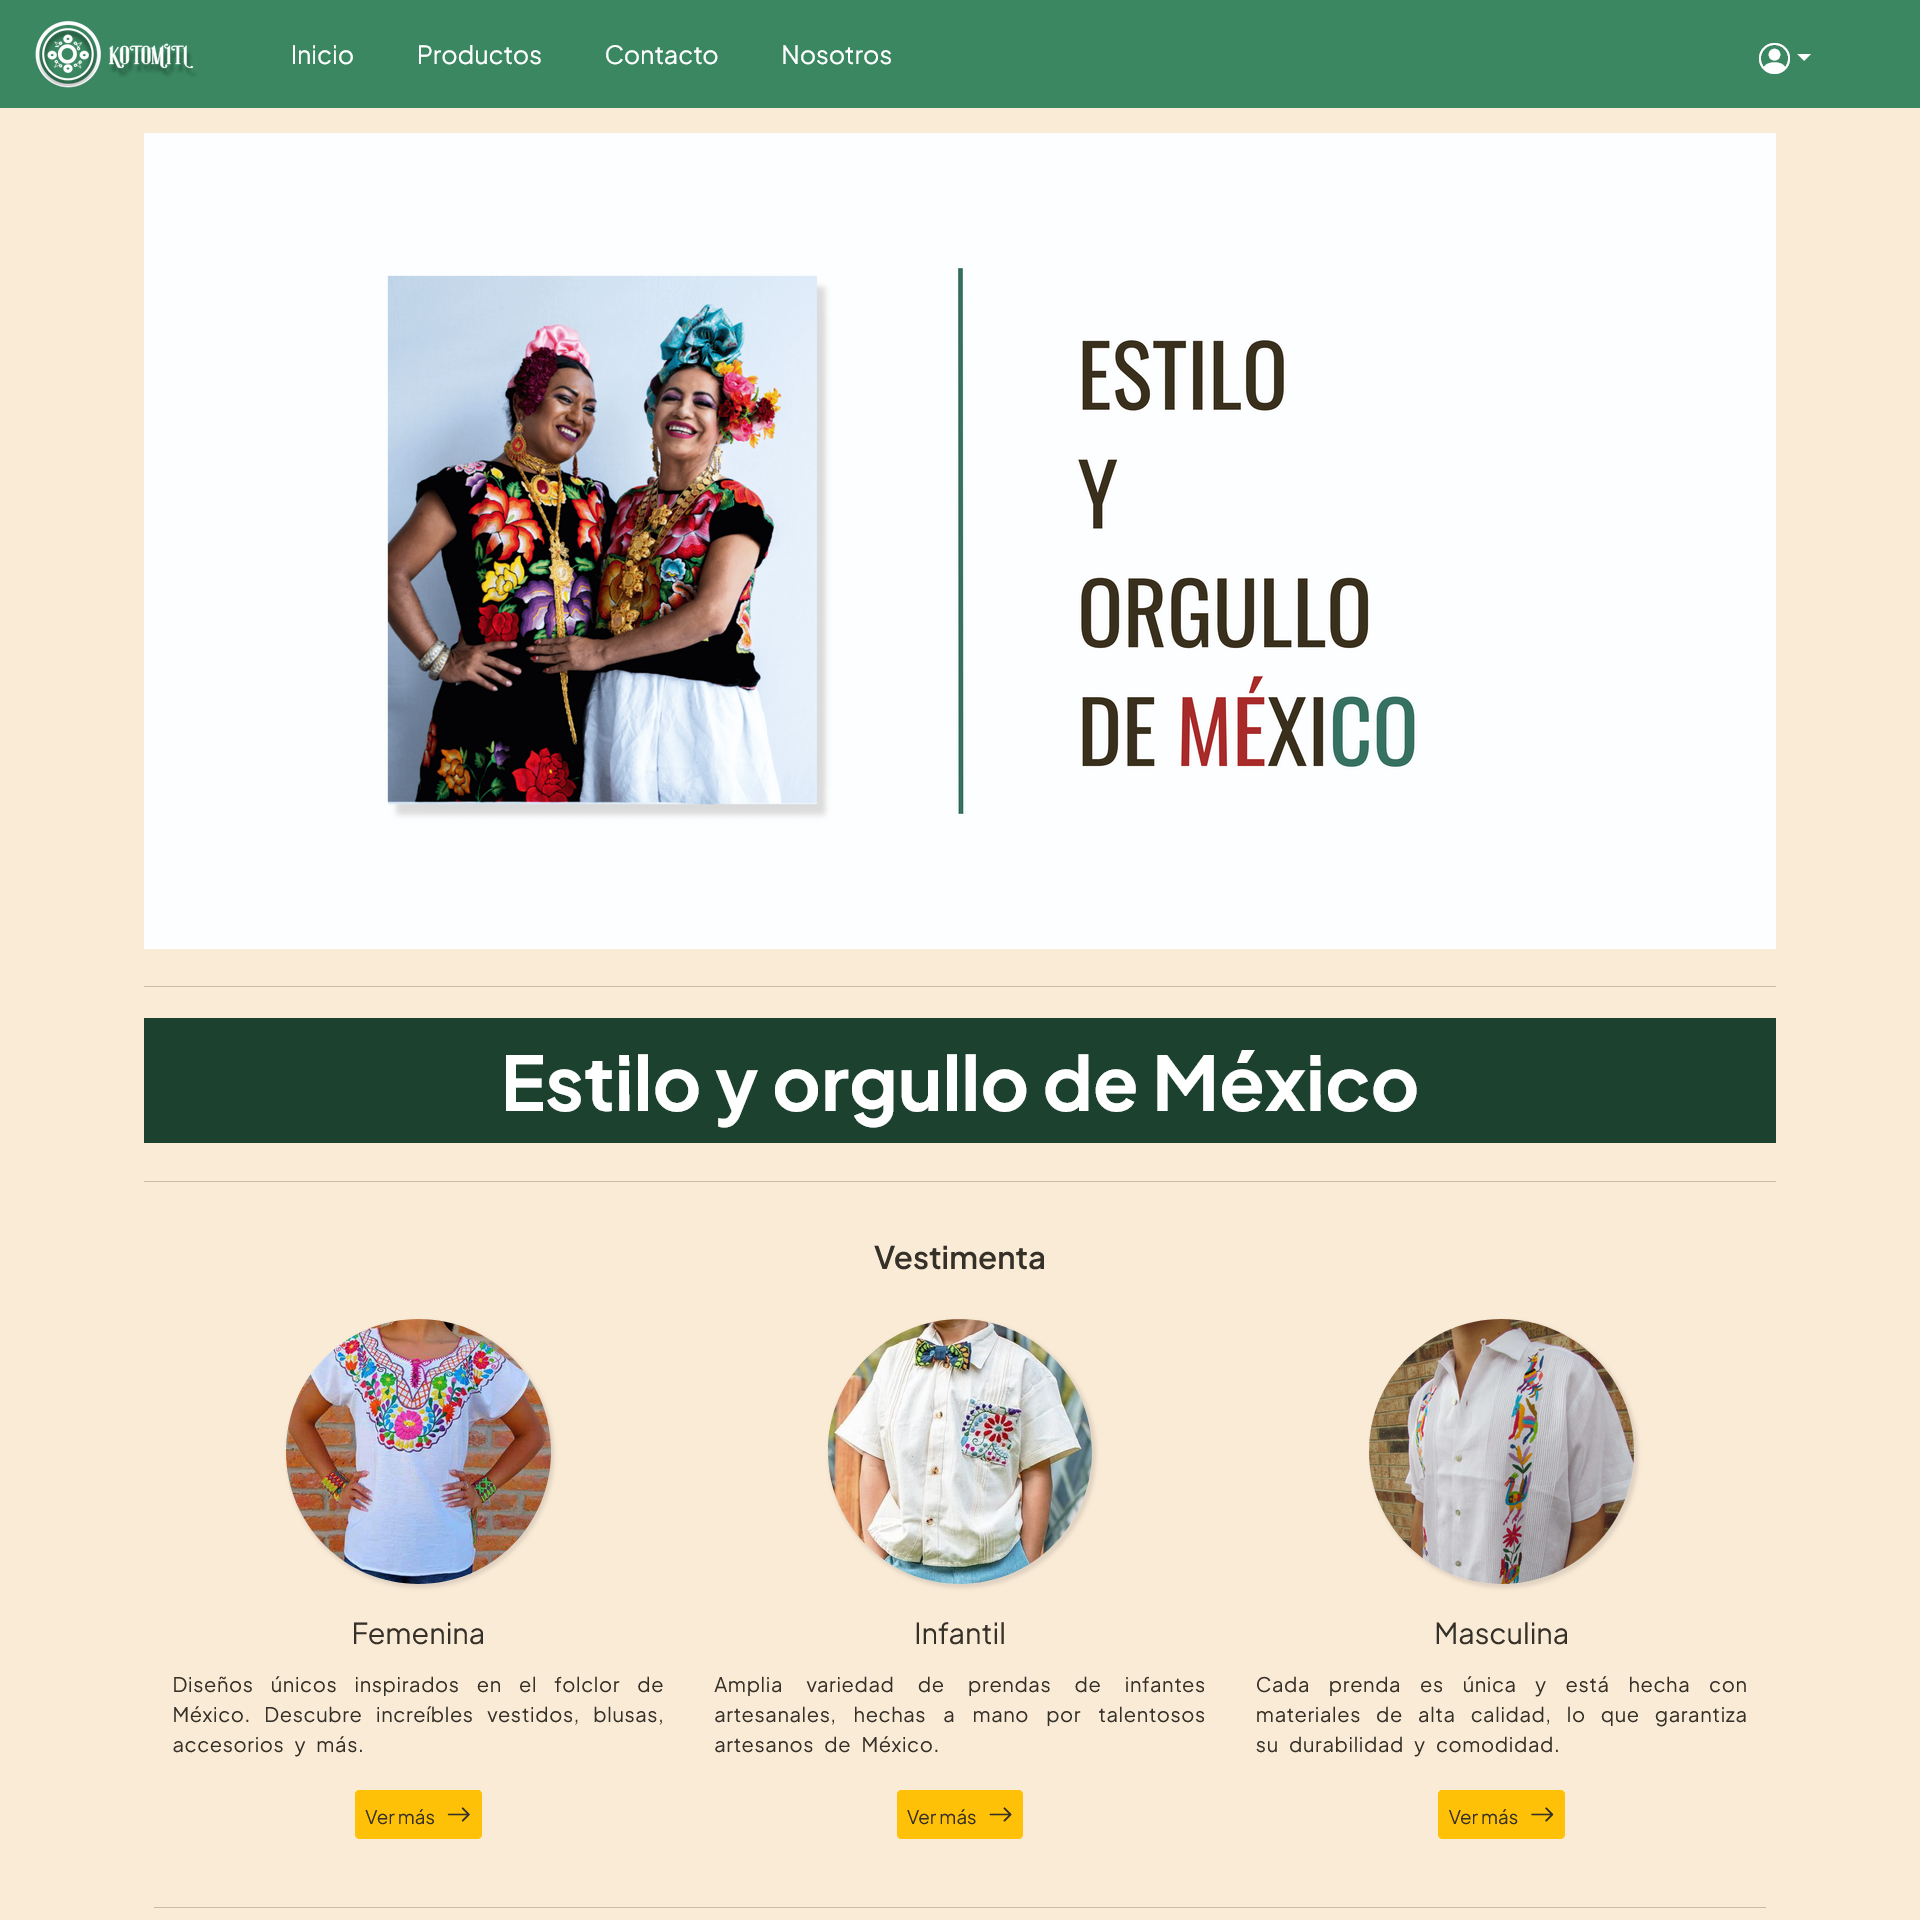 KOTOMITL
Inicio
Productos
Contacto
Nosotros
ESTILO
Y
ORGULLO
DE MÉXICO
Estilo y orgullo de México
Vestimenta
Femenina
Diseños únicos inspirados en el folclor de
México. Descubre increíbles vestidos, blusas,
accesorios y más.
Ver más
Infantil
Amplia variedad de prendas de infantes
artesanales, hechas a mano por talentosos
artesanos de México.
Ver más
Masculina
Cada prenda es única y está hecha con
materiales de alta calidad, lo que garantiza
su durabilidad y comodidad.
Ver más